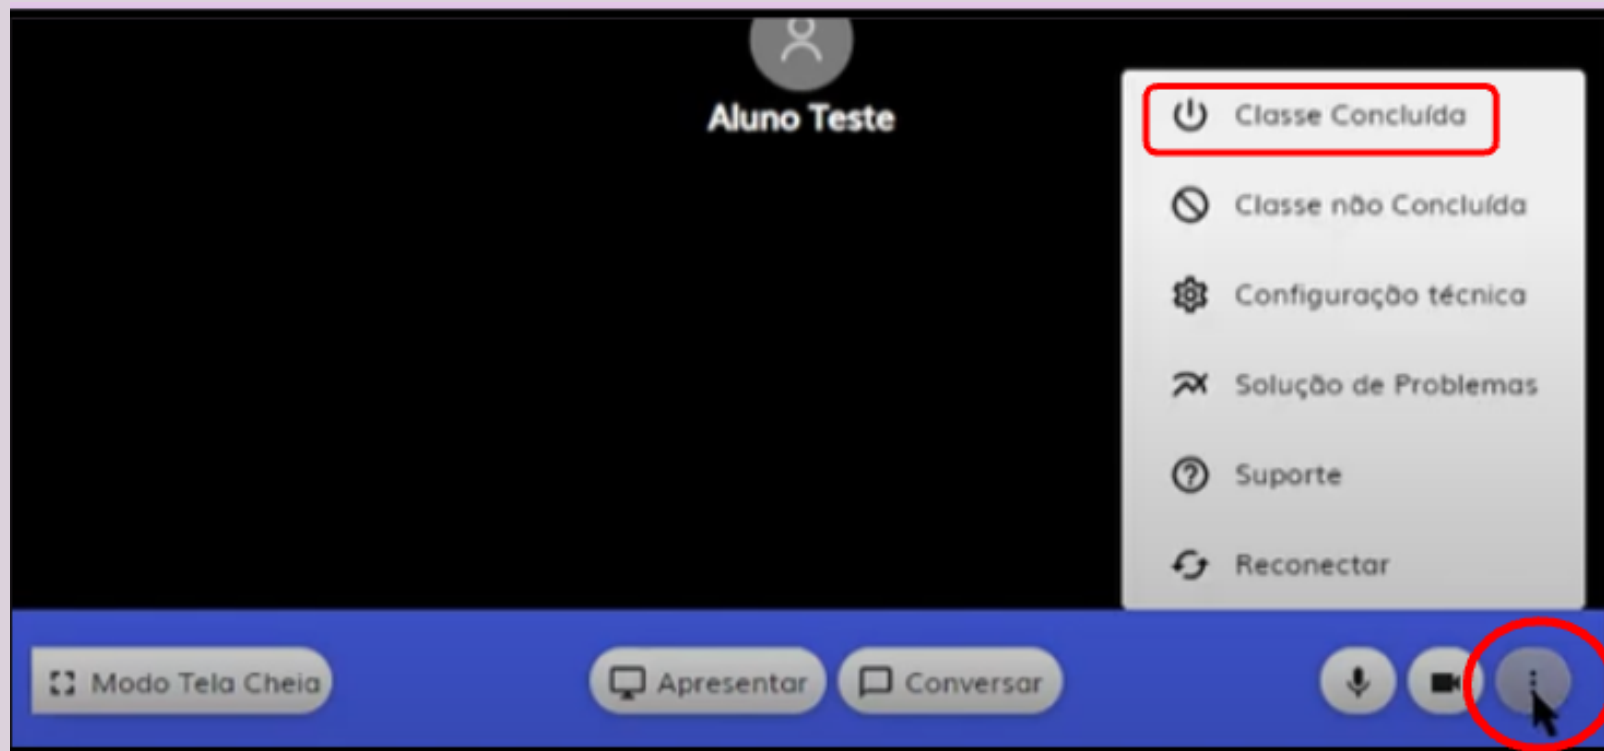 Aluno Teste
Classe Concluída
Classe não Concluída
Configuração técnica
Solução de Problemas
Suporte
Reconectar
Modo Tela Cheia
Apresentar
Conversar